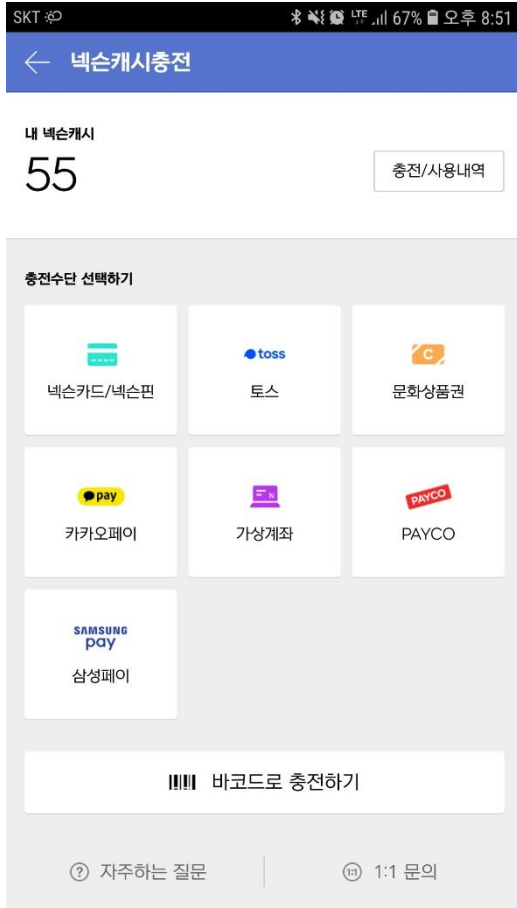 SKT LTE 67% 오후 8:51
넥슨캐시충전
내 넥슨캐시
55
충전/사용내역
충전수단 선택하기
넥슨카드/넥슨핀
toss
토스
C
문화상품권
pay
카카오페이
N
가상계좌
PAYCO
PAYCO
SAMSUNG
pay
삼성페이
바코드로 충전하기
? 자주하는 질문
1:1 1:1 문의